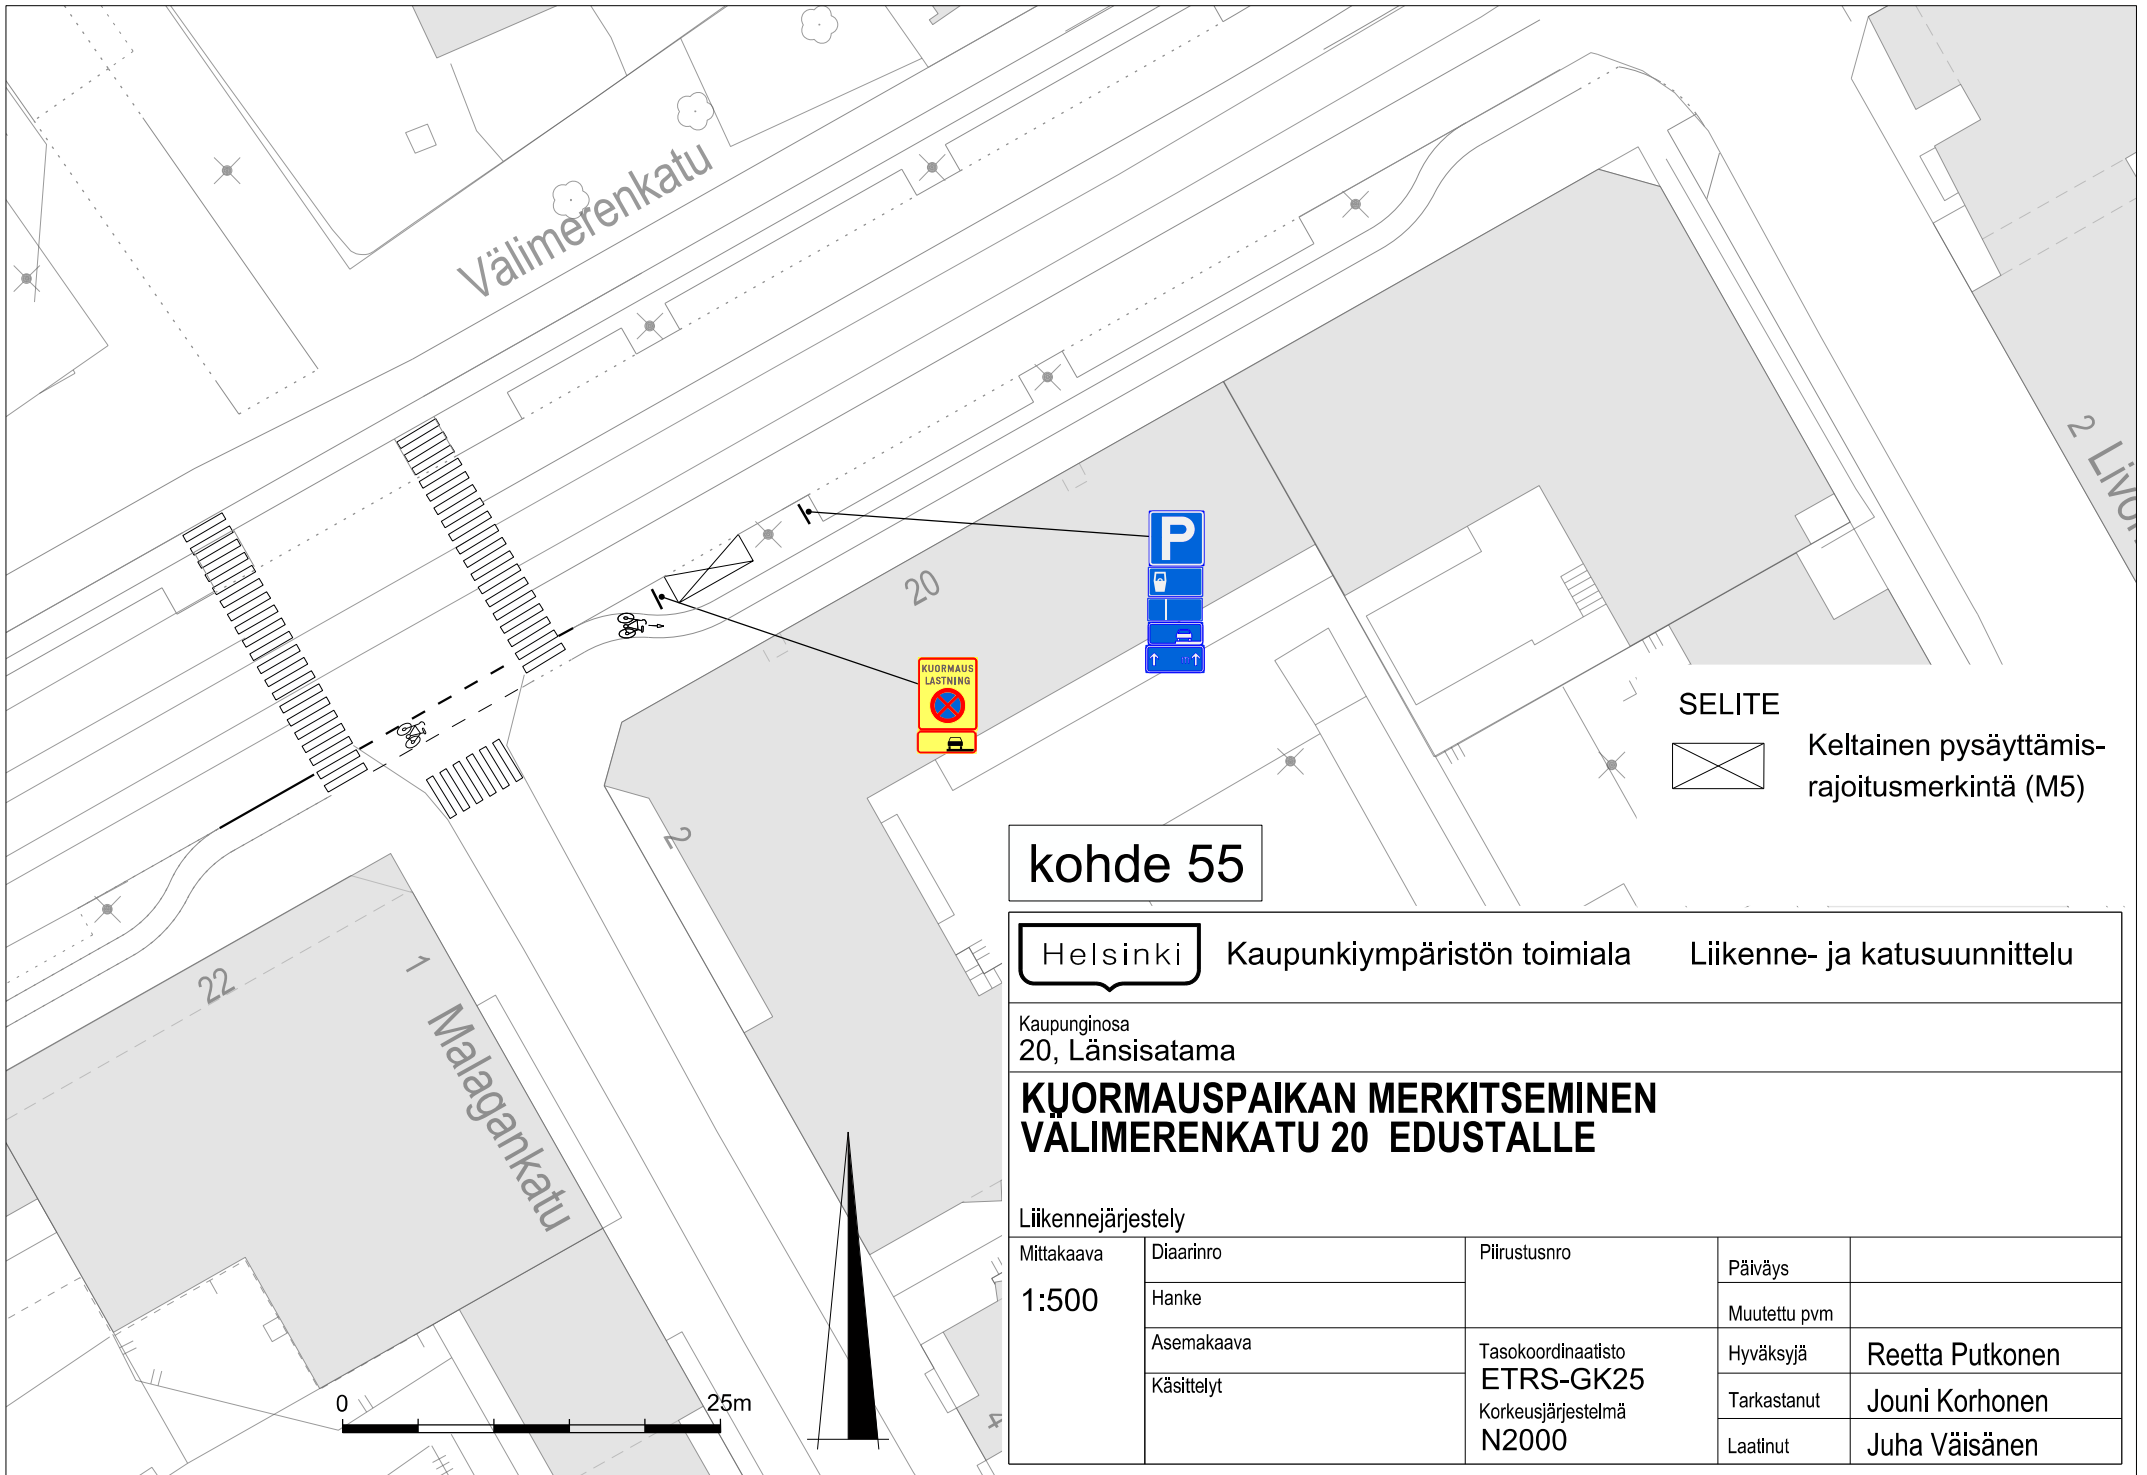 Välimerenkatu
20
P
KUORMAUS
LASTNING
2
22
1
Malagankatu
2
4
0
25m
SELITE
Keltainen pysäyttämis-
rajoitusmerkintä (M5)
kohde 55
Helsinki
Kaupunkiympäristön toimiala
Liikenne- ja katusuunnittelu
Kaupunginosa
20, Länsisatama
KUORMAUSPAIKAN MERKITSEMINEN
VÄLIMERENKATU 20 EDUSTALLE
Liikennejärjestely
Mittakaava
1:500
Diaarinro
Hanke
Asemakaava
Käsittelyt
Piirustusnro
Tasokoordinaatisto
ETRS-GK25
Korkeusjärjestelmä
N2000
Päiväys
Muutettu pvm
Hyväksyjä
Reetta Putkonen
Tarkastanut
Jouni Korhonen
Laatinut
Juha Väisänen